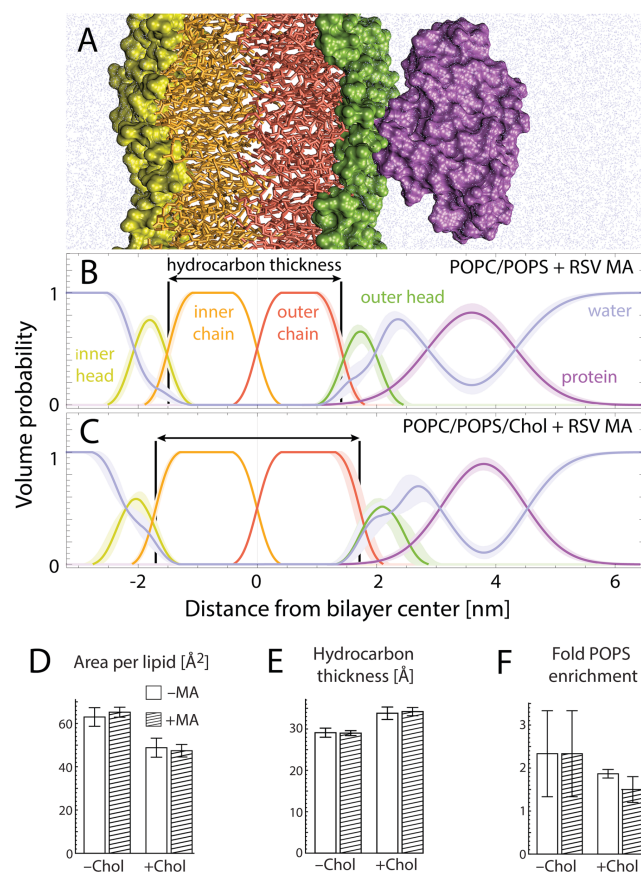 A
B
hydrocarbon thickness
POPC/POPS + RSV MA
1
inner
chain
outer
chain
outer head
water
inner
head
protein
0
Volume probability
C
POPC/POPS/Chol + RSV MA
1
0
-2
0
2
4
6
Distance from bilayer center [nm]
D
Area per lipid [Å²]
–MA
+MA
60
40
20
0
–Chol
+Chol
E
Hydrocarbon
thickness [Å]
30
20
10
0
–Chol
+Chol
F
Fold POPS
enrichment
3
2
1
0
–Chol
+Chol